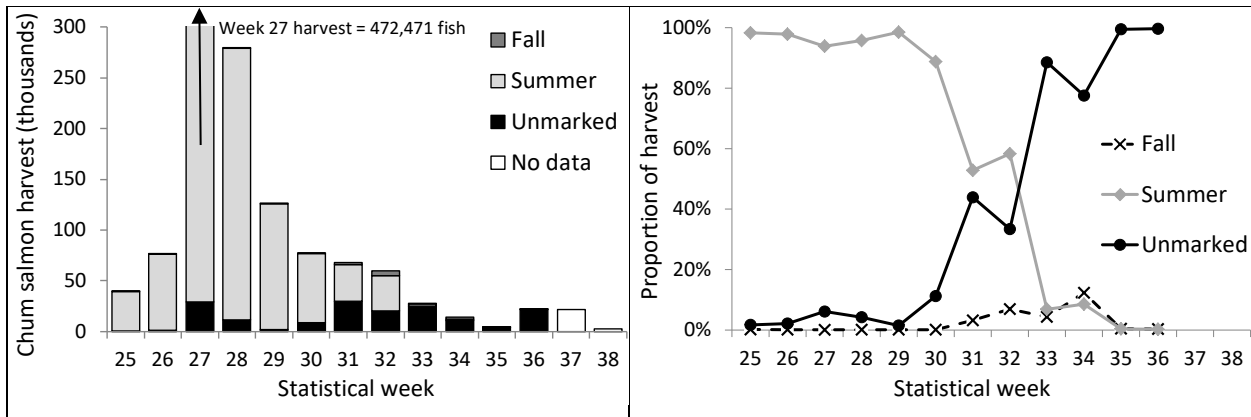 Chum salmon harvest (thousands)
300
250
200
150
100
50
0
Week 27 harvest = 472,471 fish
Fall
Summer
Unmarked
No data
25 26 27 28 29 30 31 32 33 34 35 36 37 38
Statistical week
Proportion of harvest
100%
80%
60%
40%
20%
0%
Fall
Summer
Unmarked
25 26 27 28 29 30 31 32 33 34 35 36 37 38
Statistical week